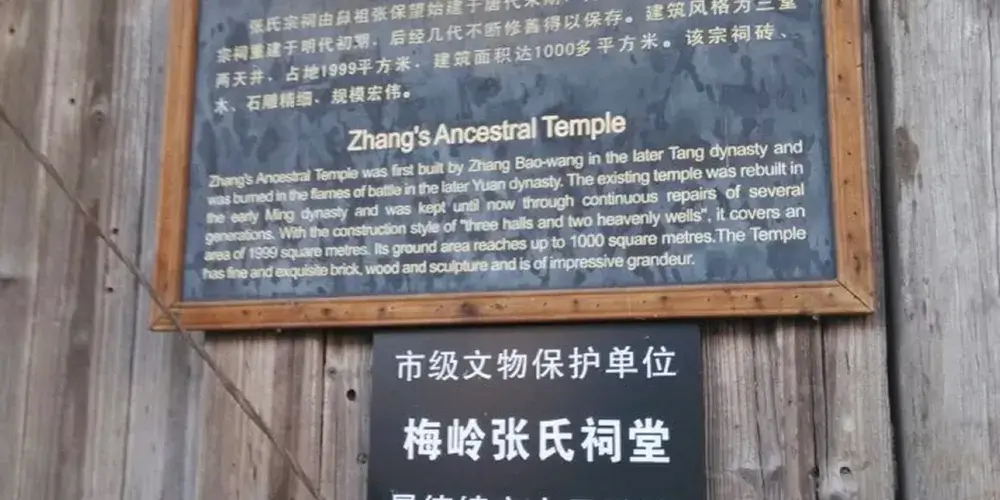 张氏宗祠由鼻祖张保望始建于唐代末期，
宗祠重建于明代初期，后经几代不断修善得以保存。建筑风格为三堂
两天井，占地1999平方米，建筑面积达1000多平方米。该宗祠砖、
木、石雕精细，规模宏伟。
Zhang's Ancestral Temple
Zhang's Ancestral Temple was first built by Zhang Bao-wang in the later Tang dynasty and
was burned in the flames of battle in the later Yuan dynasty. The existing temple was rebuilt in
the early Ming dynasty and was kept until now through continuous repairs of several
generations. With the construction style of "three halls and two heavenly wells", it covers an
area of 1999 square metres. Its ground area reaches up to 1000 square metres.The Temple
has fine and exquisite brick, wood and sculpture and is of impressive grandeur.
市级文物保护单位
梅岭张氏祠堂